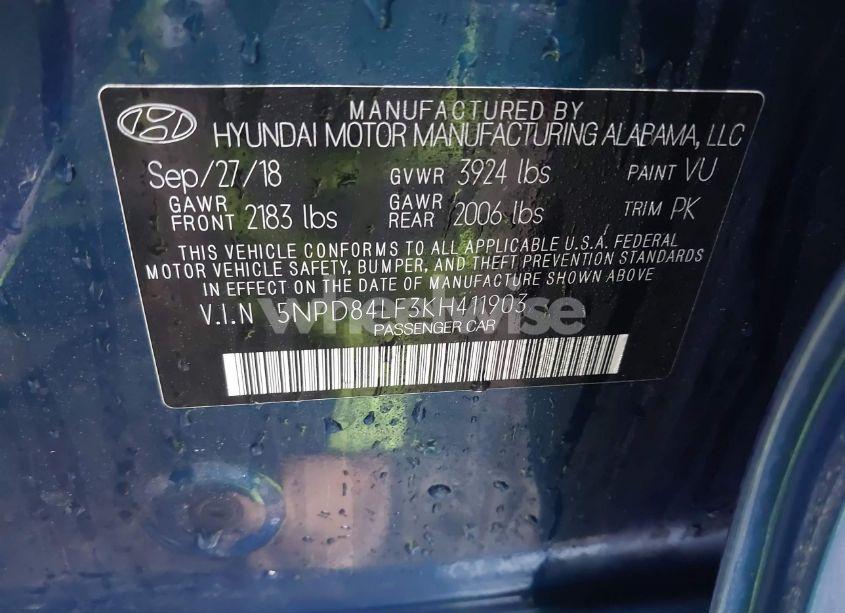 MANUFACTURED BY
HYUNDAI MOTOR MANUFACTURING ALABAMA, LLC
Sep/27/18 GVWR 3924 lbs PAINT VU
GAWR FRONT 2183 lbs GAWR REAR 2006 lbs TRIM PK
THIS VEHICLE CONFORMS TO ALL APPLICABLE U.S.A. FEDERAL
MOTOR VEHICLE SAFETY, BUMPER, AND THEFT PREVENTION STANDARDS
IN EFFECT ON THE DATE OF MANUFACTURE SHOWN ABOVE
V.I.N 5NPD84LF3KH411903
PASSENGER CAR
wheelwise